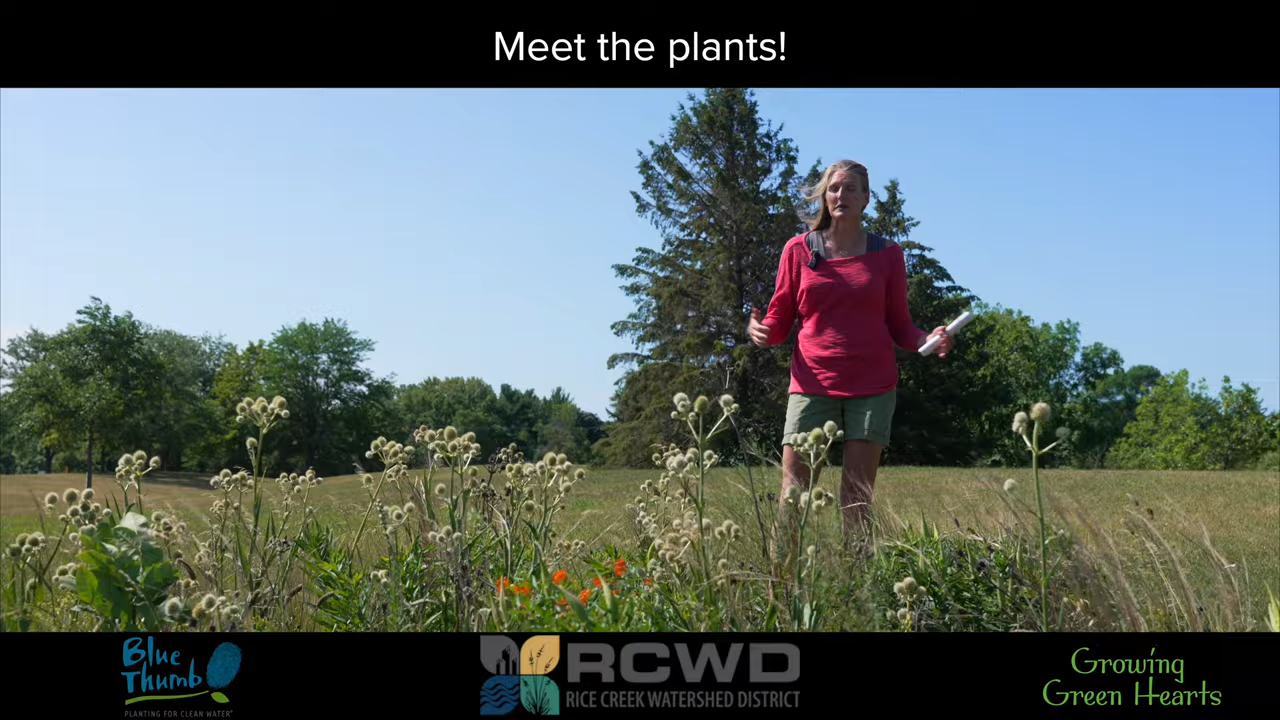 Meet the plants!
Blue
Thumb
PLANTING FOR CLEAN WATER
RCWD
RICE CREEK WATERSHED DISTRICT
Growing
Green Hearts